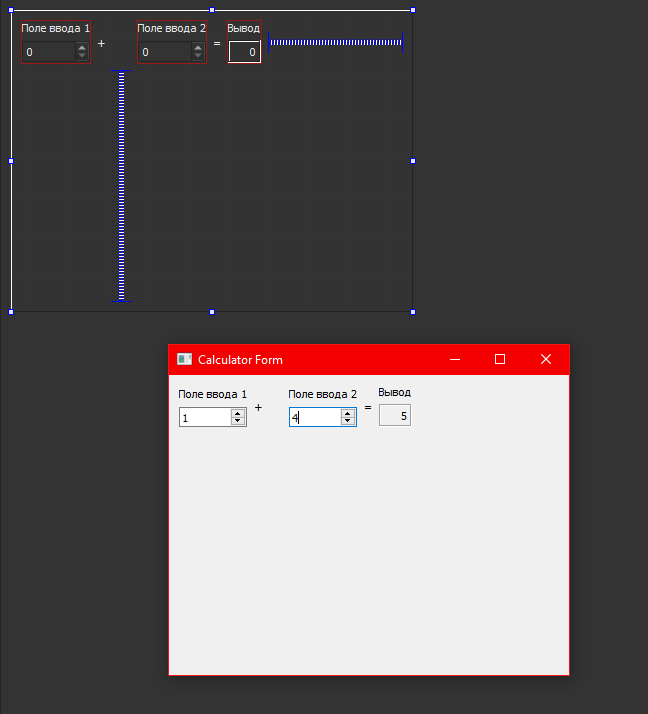 Поле ввода 1 Поле ввода 2 Вывод
0 + 0 = 0
Calculator Form
Поле ввода 1 Поле ввода 2 Вывод
1 + 4 = 5